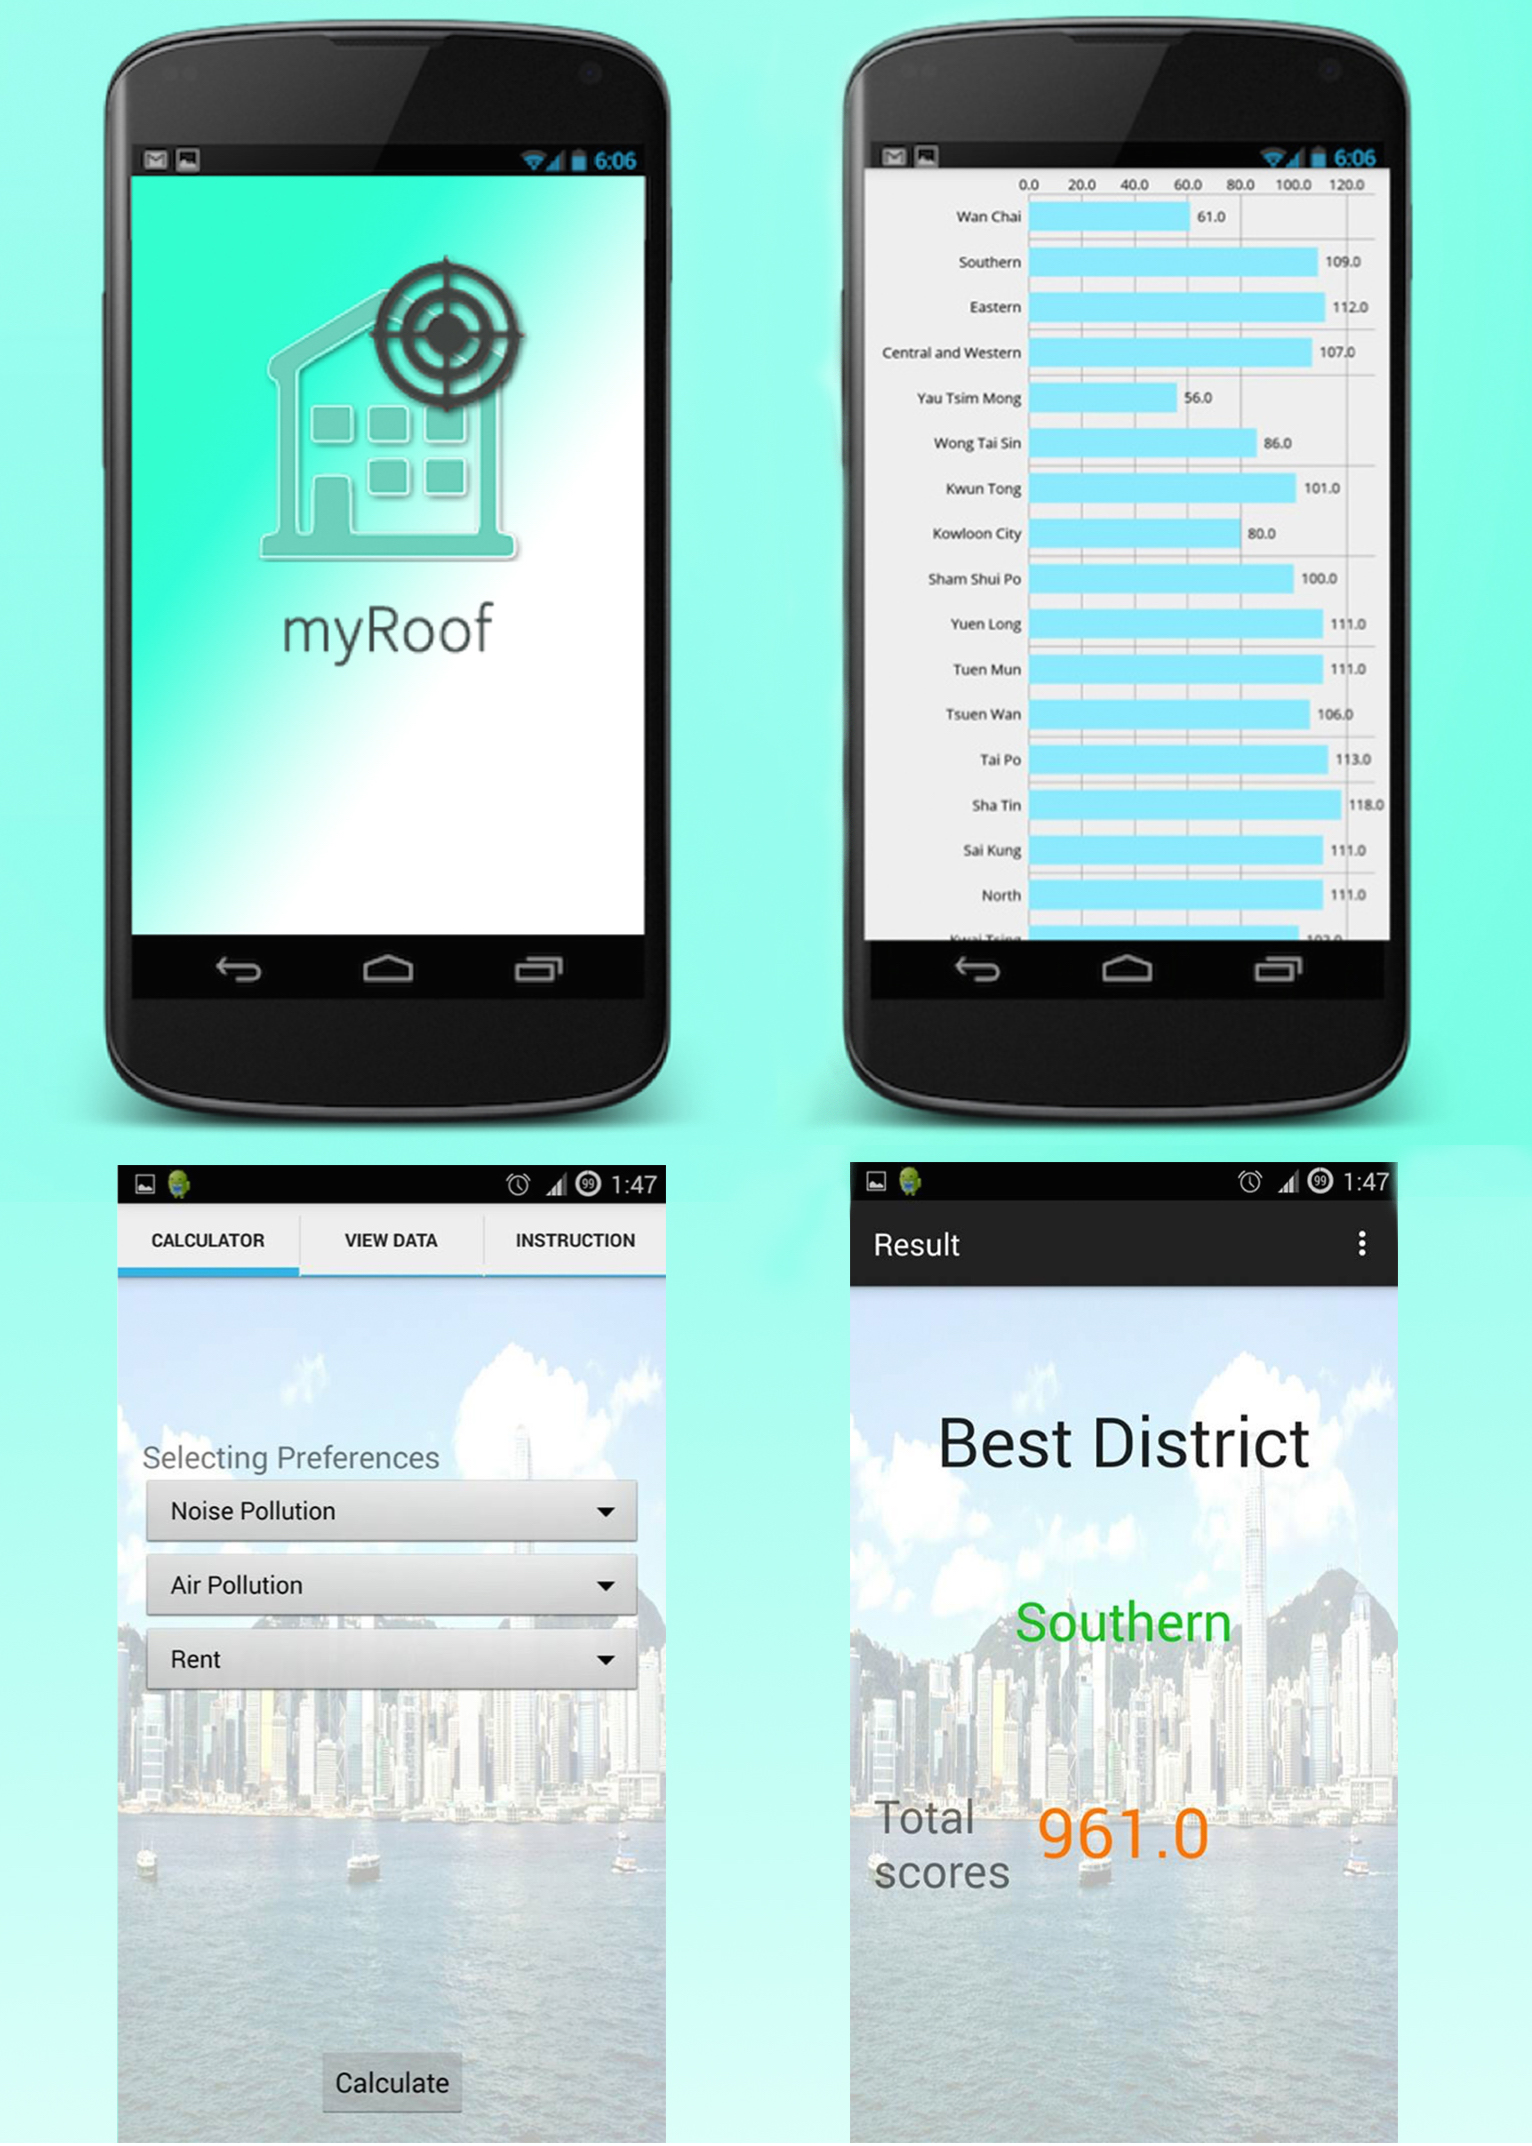 6:06
myRoof
6:06
0.0 20.0 40.0 60.0 80.0 100.0 120.0
Wan Chai 61.0
Southern 109.0
Eastern 112.0
Central and Western 107.0
Yau Tsim Mong 56.0
Wong Tai Sin 86.0
Kwun Tong 101.0
Kowloon City 80.0
Sham Shui Po 100.0
Yuen Long 111.0
Tuen Mun 111.0
Tsuen Wan 106.0
Tai Po 113.0
Sha Tin 118.0
Sai Kung 111.0
North 111.0
Kwai Tsing
99 1:47
CALCULATOR VIEW DATA INSTRUCTION
Selecting Preferences
Noise Pollution
Air Pollution
Rent
Calculate
99 1:47
Result
Best District
Southern
Total
scores
961.0